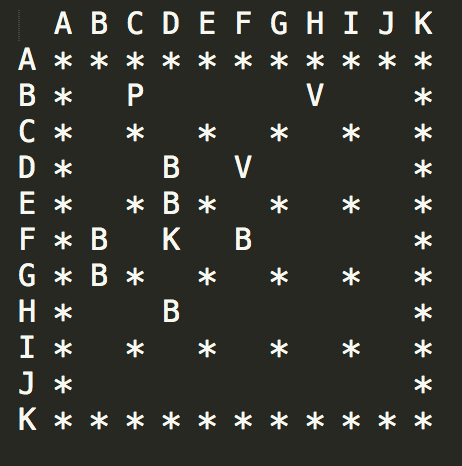 A B C D E F G H I J K
A * * * * * * * * * * *
B *   P         V     *
C *   *   *   *   *   *
D *     B   V         *
E *   * B *   *   *   *
F * B   K   B         *
G * B *   *   *   *   *
H *     B             *
I *   *   *   *   *   *
J *                   *
K * * * * * * * * * * *